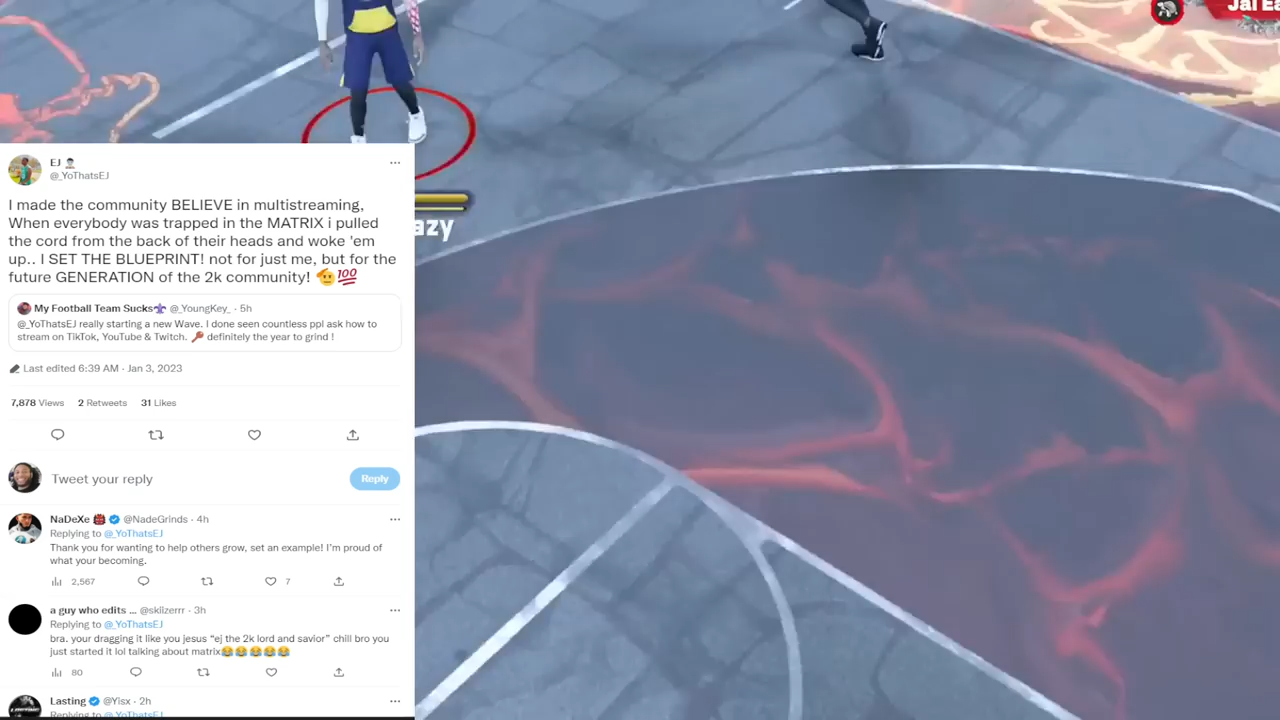 Jai Ea
EJ
@_YoThatsEJ
I made the community BELIEVE in multistreaming,
When everybody was trapped in the MATRIX i pulled
the cord from the back of their heads and woke 'em
up.. I SET THE BLUEPRINT! not for just me, but for the
future GENERATION of the 2k community! 🫡💯
My Football Team Sucks⚜️ @_YoungKey_ · 5h
@_YoThatsEJ really starting a new Wave. I done seen countless ppl ask how to
stream on TikTok, YouTube & Twitch. 🔑 definitely the year to grind !
Last edited 6:39 AM · Jan 3, 2023
7,878 Views 2 Retweets 31 Likes
Tweet your reply
Reply
NaDeXe 👹 @NadeGrinds · 4h
Replying to @_YoThatsEJ
Thank you for wanting to help others grow, set an example! I'm proud of
what your becoming.
2,567
7
a guy who edits ... @skiizerrr · 3h
Replying to @_YoThatsEJ
bra. your dragging it like you jesus “ej the 2k lord and savior” chill bro you
just started it lol talking about matrix😂😂😂😂😂
80
Lasting @Yisx · 2h
Replying to @_YoThatsEJ
azy